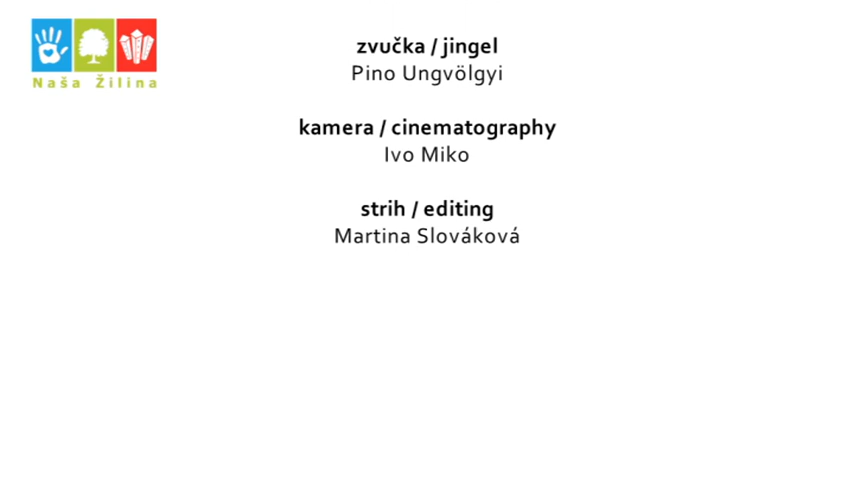 Naša Žilina
zvučka / jingel
Pino Ungvölgyi
kamera / cinematography
Ivo Miko
strih / editing
Martina Slováková